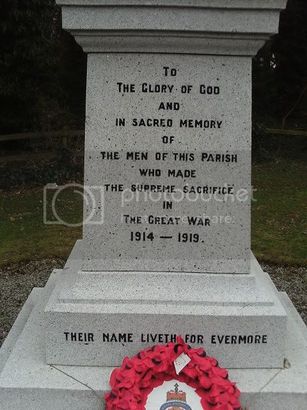 To
The Glory of God
and
in Sacred Memory
of
the men of this Parish
who made
the supreme sacrifice
in
The Great War
1914 — 1919.
photobucket
Their name liveth for evermore